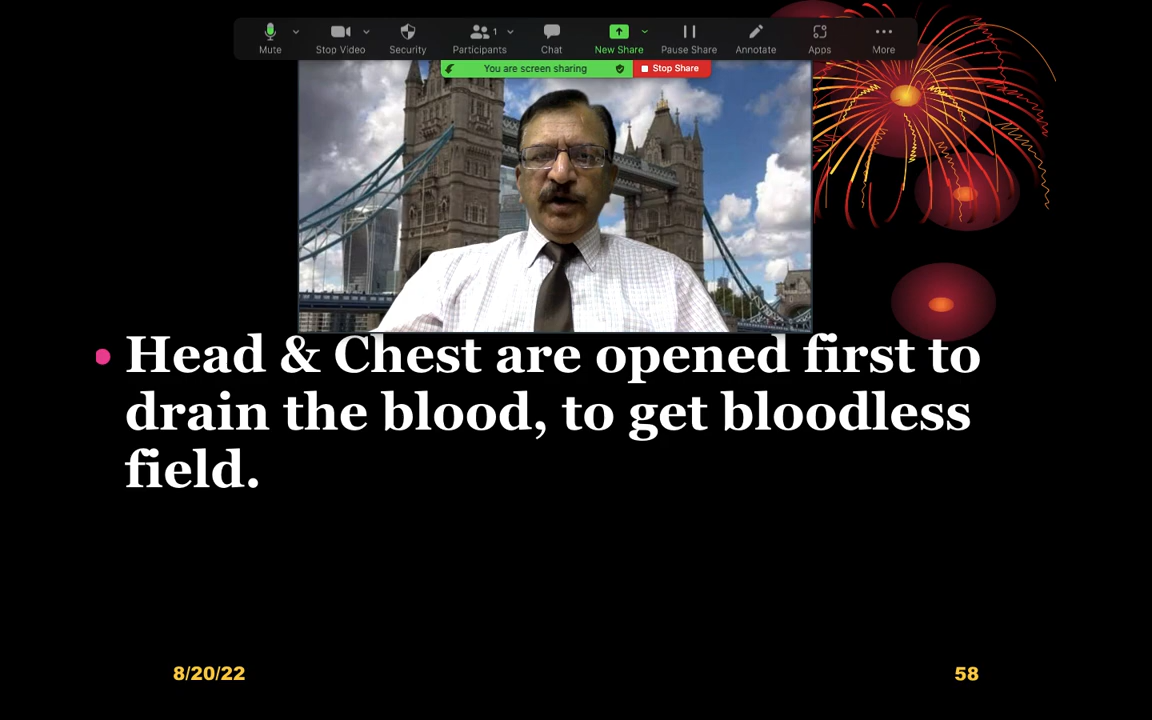 Mute
Stop Video
Security
Participants
1
Chat
New Share
Pause Share
Annotate
Apps
More
You are screen sharing
Stop Share
Head & Chest are opened first to
drain the blood, to get bloodless
field.
8/20/22
58